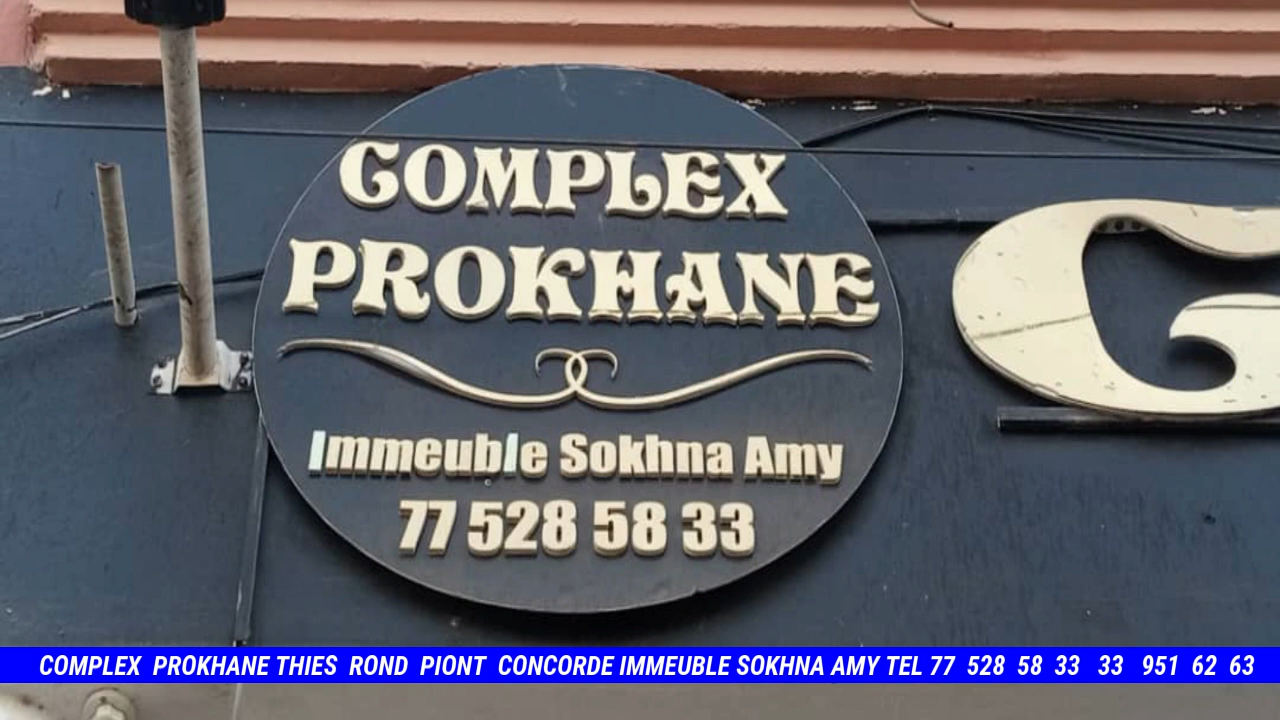 COMPLEX
PROKHANE
Immeuble Sokhna Amy
77 528 58 33
G
COMPLEX PROKHANE THIES ROND PIONT CONCORDE IMMEUBLE SOKHNA AMY TEL 77 528 58 33 33 951 62 63